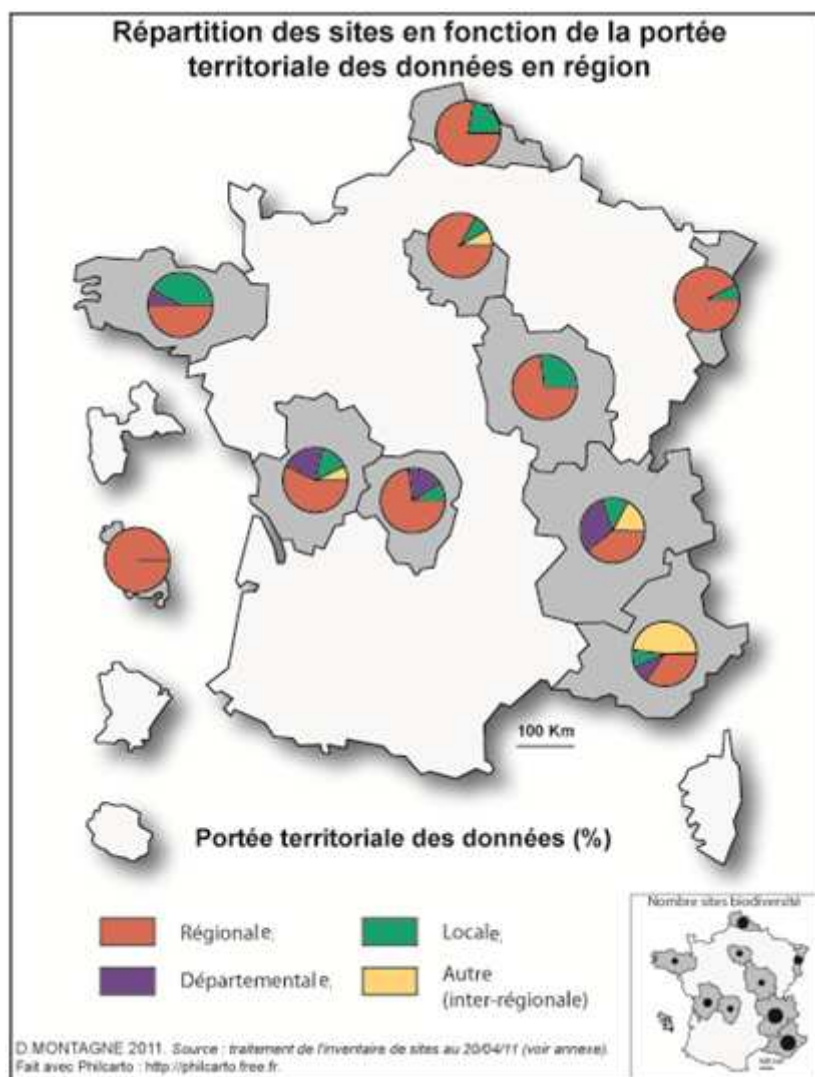 Répartition des sites en fonction de la portée
territoriale des données en région
100 Km
Portée territoriale des données (%)
Régionale
Locale
Départementale
Autre
(inter-régionale)
Nombre sites biodiversité
D.MONTAGNE 2011. Source : traitement de l'inventaire de sites au 20/04/11 (voir annexe).
Fait avec Philcarto : http://philcarto.free.fr.